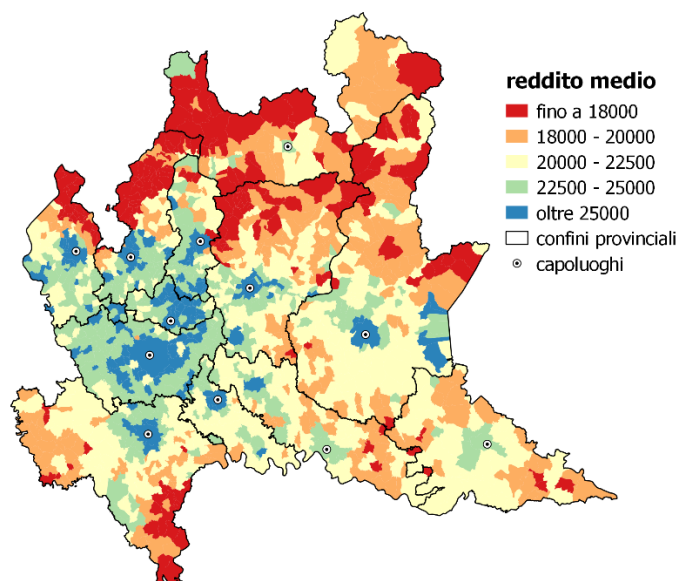 reddito medio
fino a 18000
18000 - 20000
20000 - 22500
22500 - 25000
oltre 25000
confini provinciali
capoluoghi